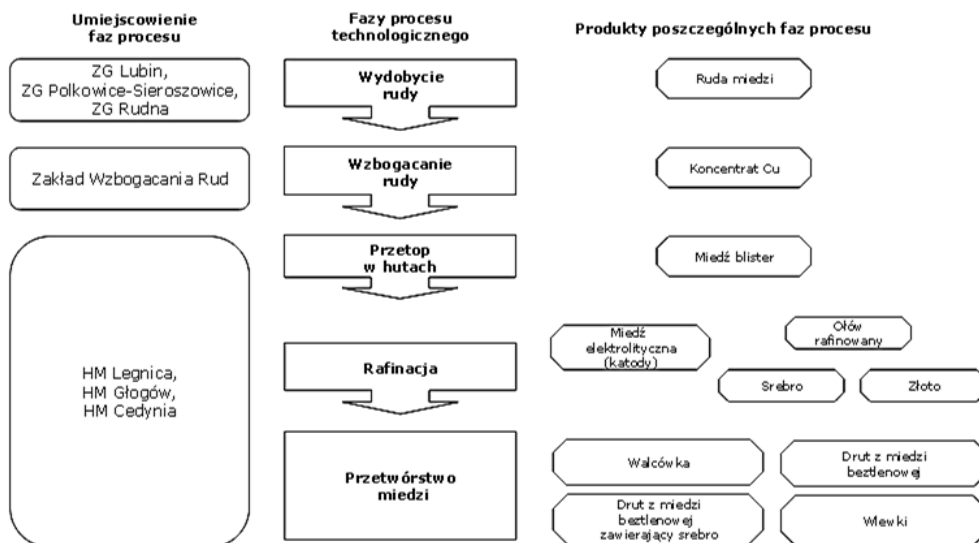 Umiejscowienie
faz procesu
Fazy procesu
technologicznego
Produkty poszczególnych faz procesu
ZG Lubin,
ZG Polkowice-Sieroszowice,
ZG Rudna
Wydobycie
rudy
Ruda miedzi
Zakład Wzbogacania Rud
Wzbogacanie
rudy
Koncentrat Cu
HM Legnica,
HM Głogów,
HM Cedynia
Przetop
w hutach
Miedź blister
Rafinacja
Miedź
elektrolityczna
(katody)
Ołów
rafinowany
Srebro
Złoto
Przetwórstwo
miedzi
Walcówka
Drut z miedzi
beztlenowej
Drut z miedzi
beztlenowej
zawierający srebro
Wlewki